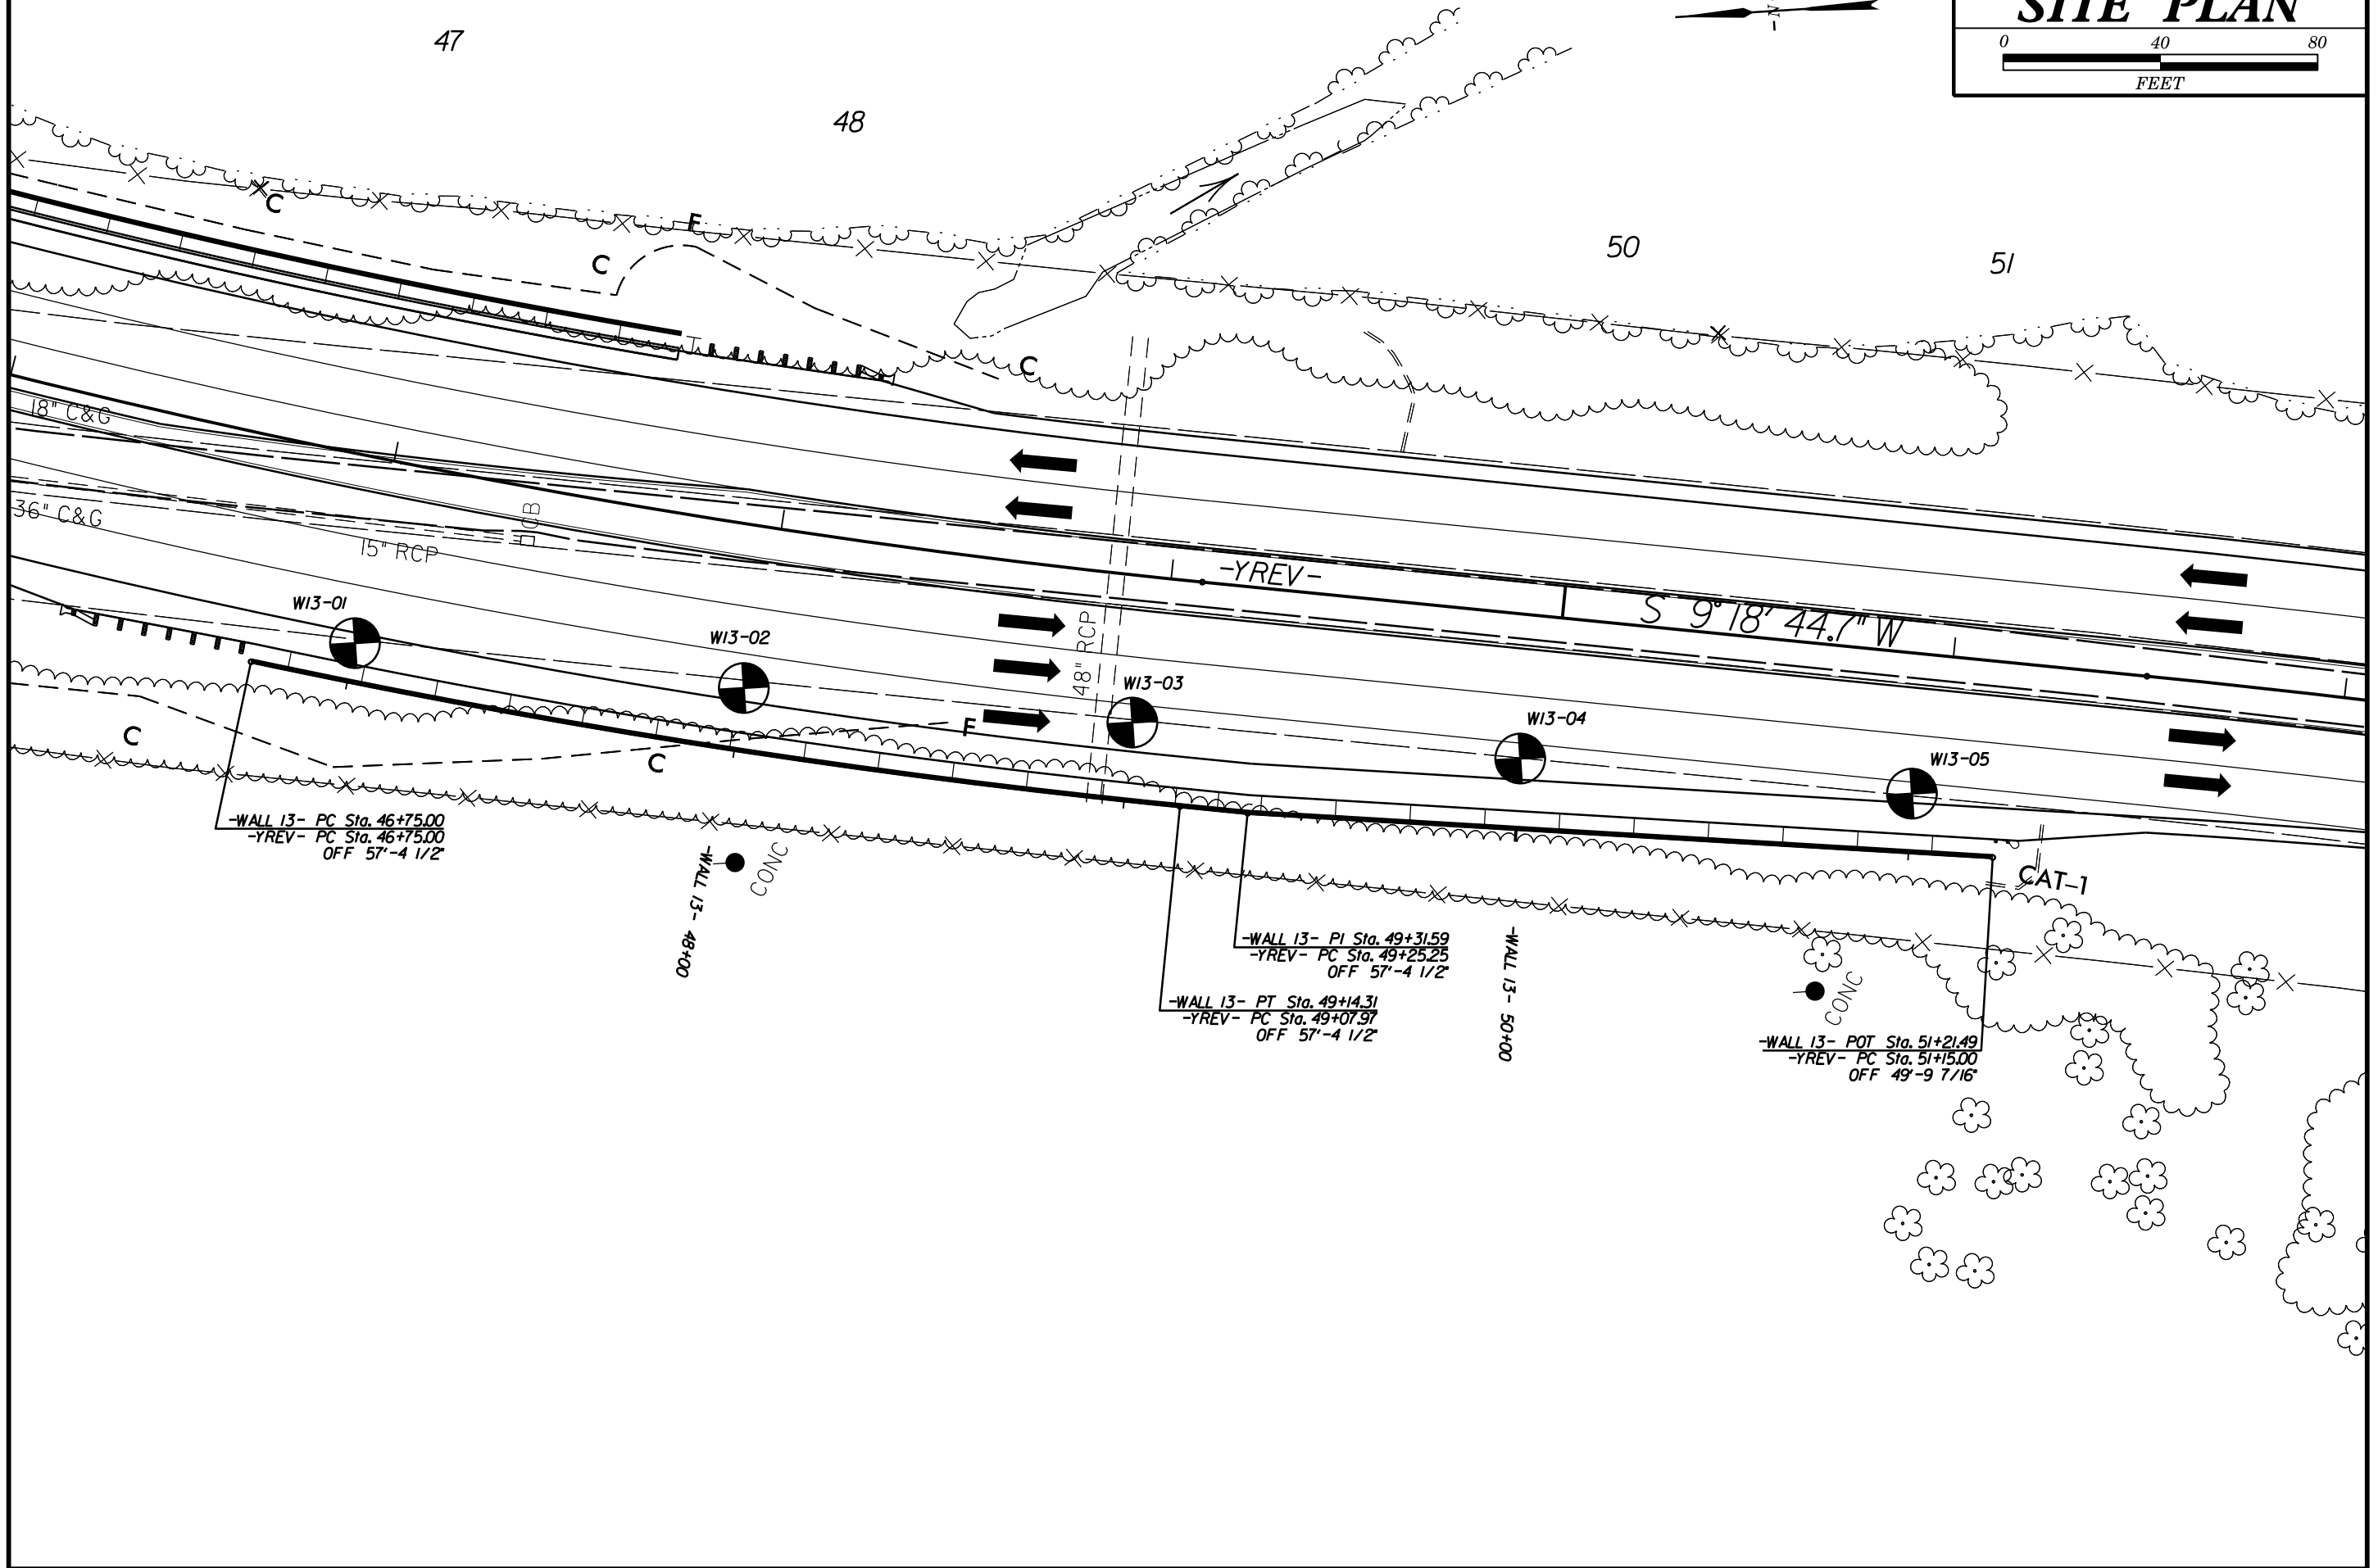 SITE PLAN
0 40 80
FEET
N
47
48
50
51
C
F
C
C
18" C&G
36" C&G
CB
15" RCP
-YREV-
S 9°18' 44.7" W
48" RCP
W13-01
W13-02
W13-03
W13-04
W13-05
C
C
F
-WALL 13- PC Sta. 46+75.00
-YREV- PC Sta. 46+75.00
OFF 57'-4 1/2"
-WALL 13- 48+00
CONC
-WALL 13- PI Sta. 49+31.59
-YREV- PC Sta. 49+25.25
OFF 57'-4 1/2"
-WALL 13- PT Sta. 49+14.31
-YREV- PC Sta. 49+07.97
OFF 57'-4 1/2"
-WALL 13- 50+00
CAT-1
CONC
-WALL 13- POT Sta. 51+21.49
-YREV- PC Sta. 51+15.00
OFF 49'-9 7/16"